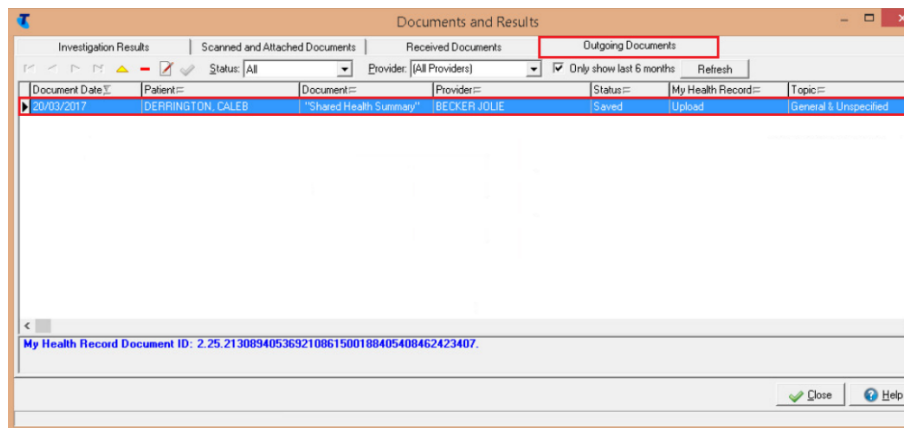 Documents and Results
Investigation Results Scanned and Attached Documents Received Documents Outgoing Documents
Status: All Provider: (All Providers) Only show last 6 months Refresh
Document Date Patient Document Provider Status My Health Record Topic
20/03/2017 DERRINGTON, CALEB "Shared Health Summary" BECKER JOLIE Saved Upload General & Unspecified
My Health Record Document ID: 2.25.213089405369210861500188405408462423407.
Close Help